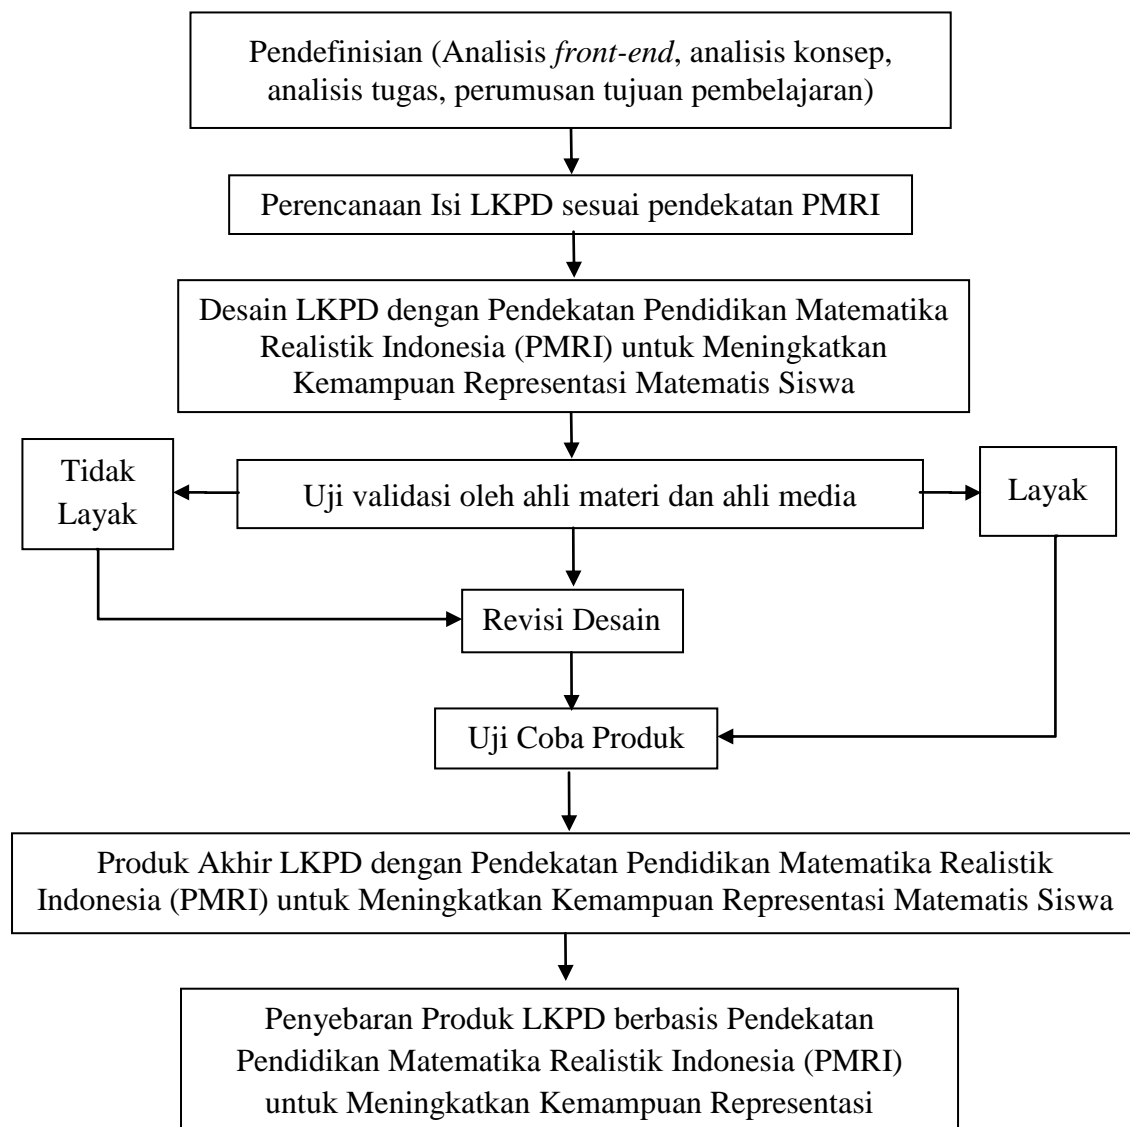 Pendefinisian (Analisis front-end, analisis konsep,
analisis tugas, perumusan tujuan pembelajaran)
Perencanaan Isi LKPD sesuai pendekatan PMRI
Desain LKPD dengan Pendekatan Pendidikan Matematika
Realistik Indonesia (PMRI) untuk Meningkatkan
Kemampuan Representasi Matematis Siswa
Tidak
Layak
Uji validasi oleh ahli materi dan ahli media
Layak
Revisi Desain
Uji Coba Produk
Produk Akhir LKPD dengan Pendekatan Pendidikan Matematika Realistik
Indonesia (PMRI) untuk Meningkatkan Kemampuan Representasi Matematis Siswa
Penyebaran Produk LKPD berbasis Pendekatan
Pendidikan Matematika Realistik Indonesia (PMRI)
untuk Meningkatkan Kemampuan Representasi